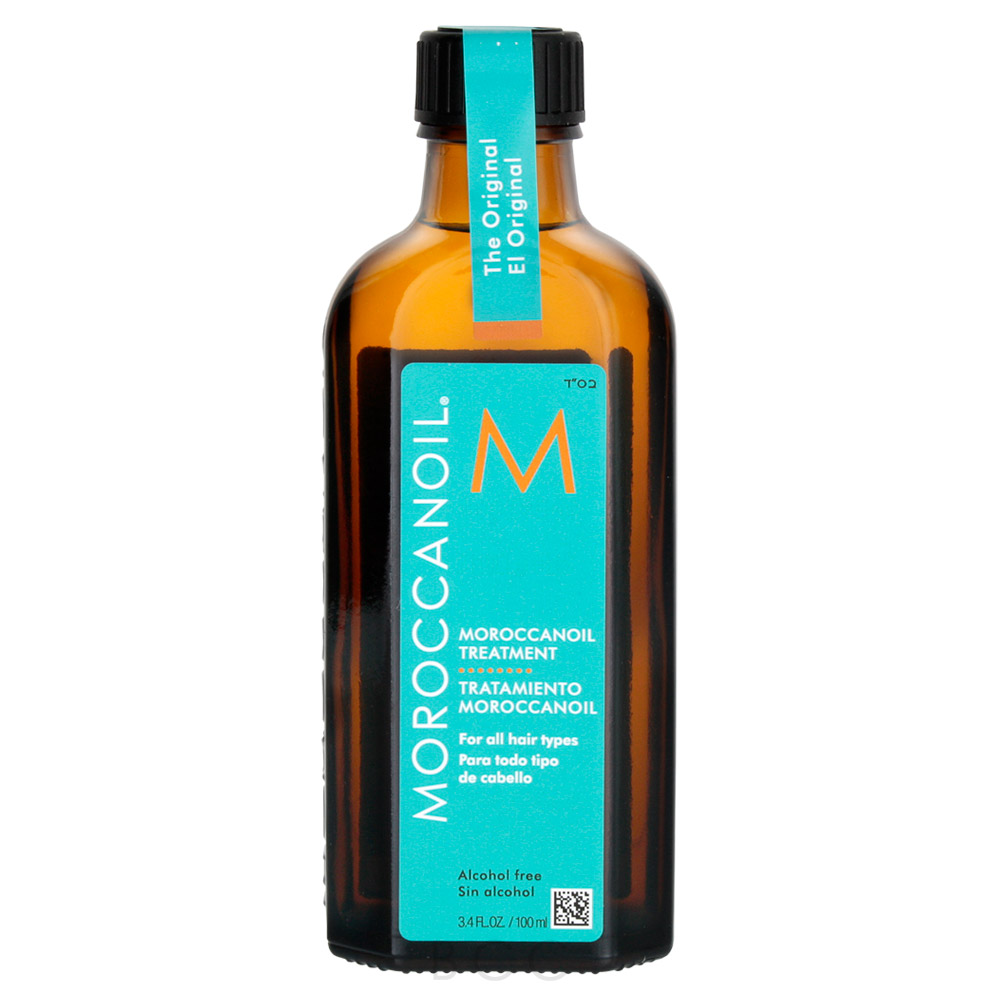 The Original
El Original
בס"ד
M
MOROCCANOIL®
MOROCCANOIL
TREATMENT
TRATAMIENTO
MOROCCANOIL
For all hair types
Para todo tipo
de cabello
Alcohol free
Sin alcohol
3.4 FL.OZ. / 100 ml